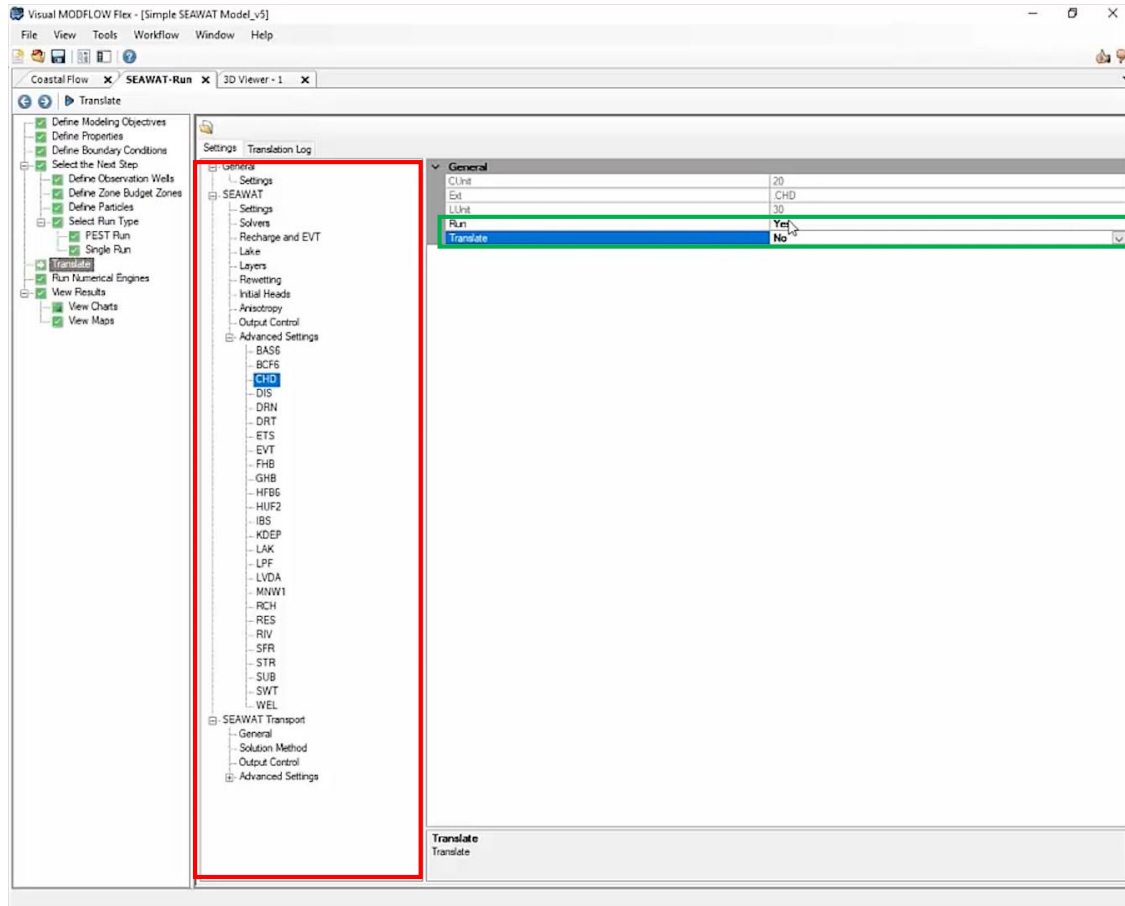 Visual MODFLOW Flex - [Simple SEAWAT Model_v5]
File View Tools Workflow Window Help
Coastal Flow X SEAWAT-Run X 3D Viewer - 1 X
Translate
Define Modeling Objectives
Define Properties
Define Boundary Conditions
Select the Next Step
Define Observation Wells
Define Zone Budget Zones
Define Particles
Select Run Type
PEST Run
Single Run
Translate
Run Numerical Engines
View Results
View Charts
View Maps
Settings Translation Log
General
Settings
SEAWAT
Settings
Solvers
Recharge and EVT
Lake
Layers
Rewetting
Initial Heads
Anisotropy
Output Control
Advanced Settings
BAS6
BCF6
CHD
DIS
DRN
DRT
ETS
EVT
FHB
GHB
HFB6
HUF2
IBS
KDEP
LAK
LPF
LVDA
MNW1
RCH
RES
RIV
SFR
STR
SUB
SWT
WEL
SEAWAT Transport
General
Solution Method
Output Control
Advanced Settings
General
CUnit 20
Ext .CHD
LUnit 30
Run Yes
Translate No
Translate
Translate